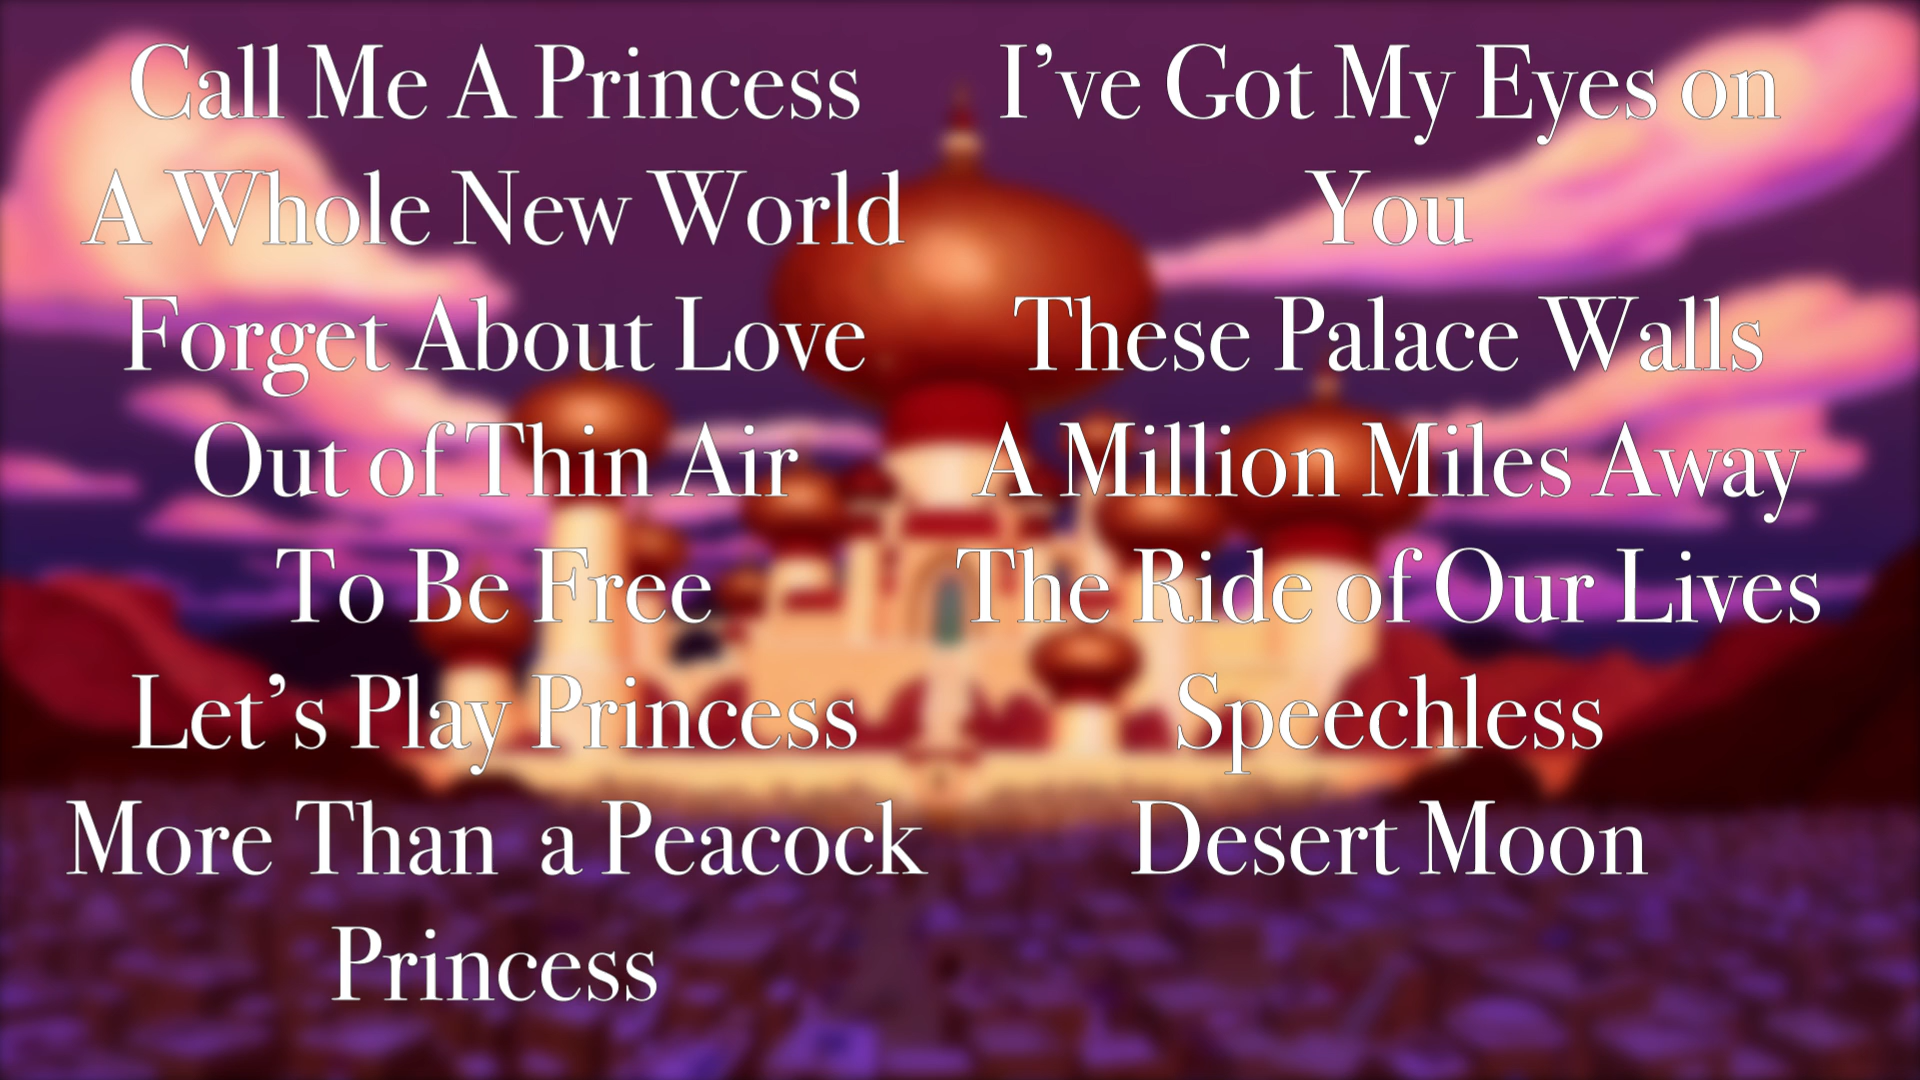 Call Me A Princess
A Whole New World
Forget About Love
Out of Thin Air
To Be Free
Let’s Play Princess
More Than  a Peacock
Princess
I’ve Got My Eyes on
You
These Palace Walls
A Million Miles Away
The Ride of Our Lives
Speechless
Desert Moon